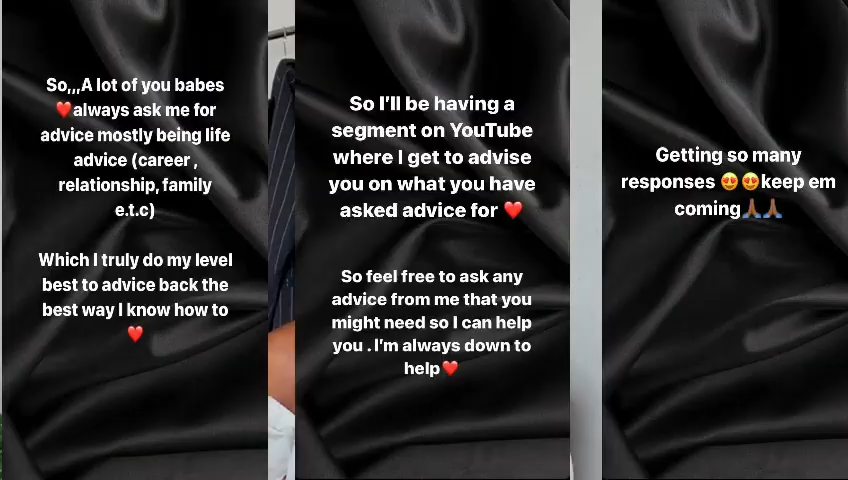 So,,,A lot of you babes
❤️always ask me for
advice mostly being life
advice (career ,
relationship, family
e.t.c)
Which I truly do my level
best to advice back the
best way I know how to
❤️
So I'll be having a
segment on YouTube
where I get to advise
you on what you have
asked advice for ❤️
So feel free to ask any
advice from me that you
might need so I can help
you . I'm always down to
help❤️
Getting so many
responses 😍😍keep em
coming🙏🏾🙏🏾